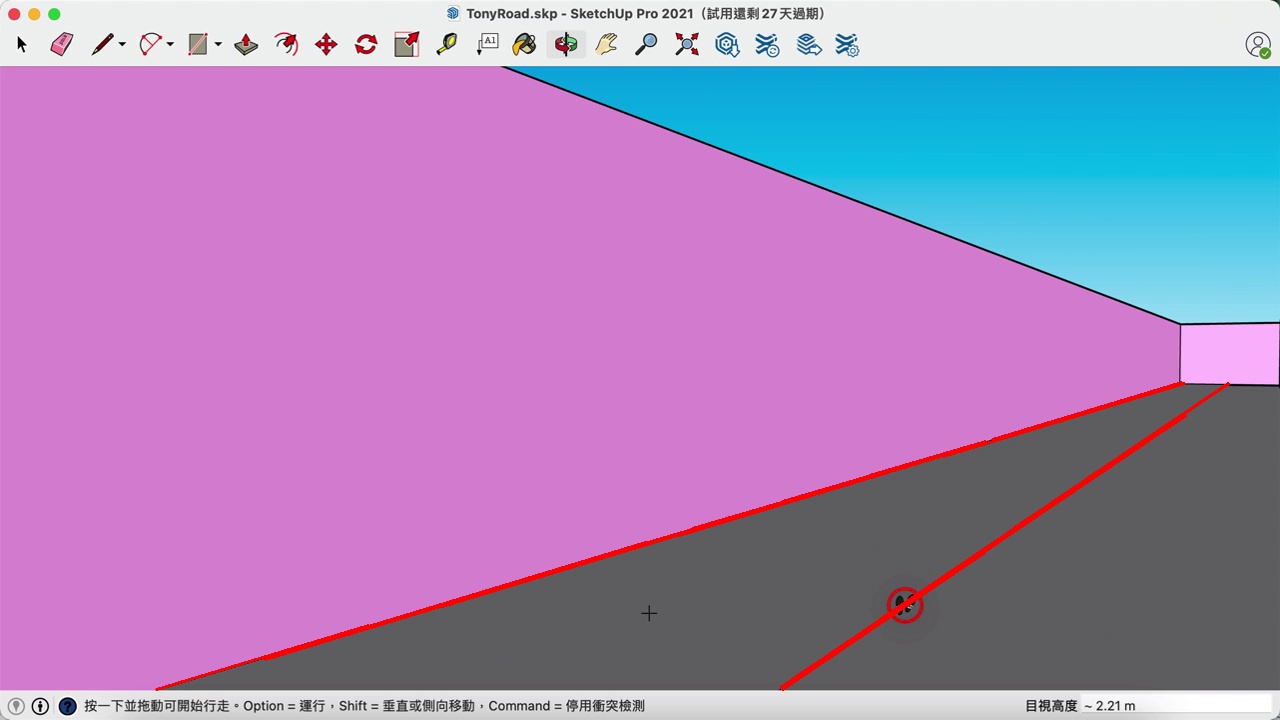 TonyRoad.skp - SketchUp Pro 2021（試用還剩 27 天過期）
A1
按一下並拖動可開始行走。Option = 運行，Shift = 垂直或側向移動，Command = 停用衝突檢測
目視高度 ~ 2.21 m